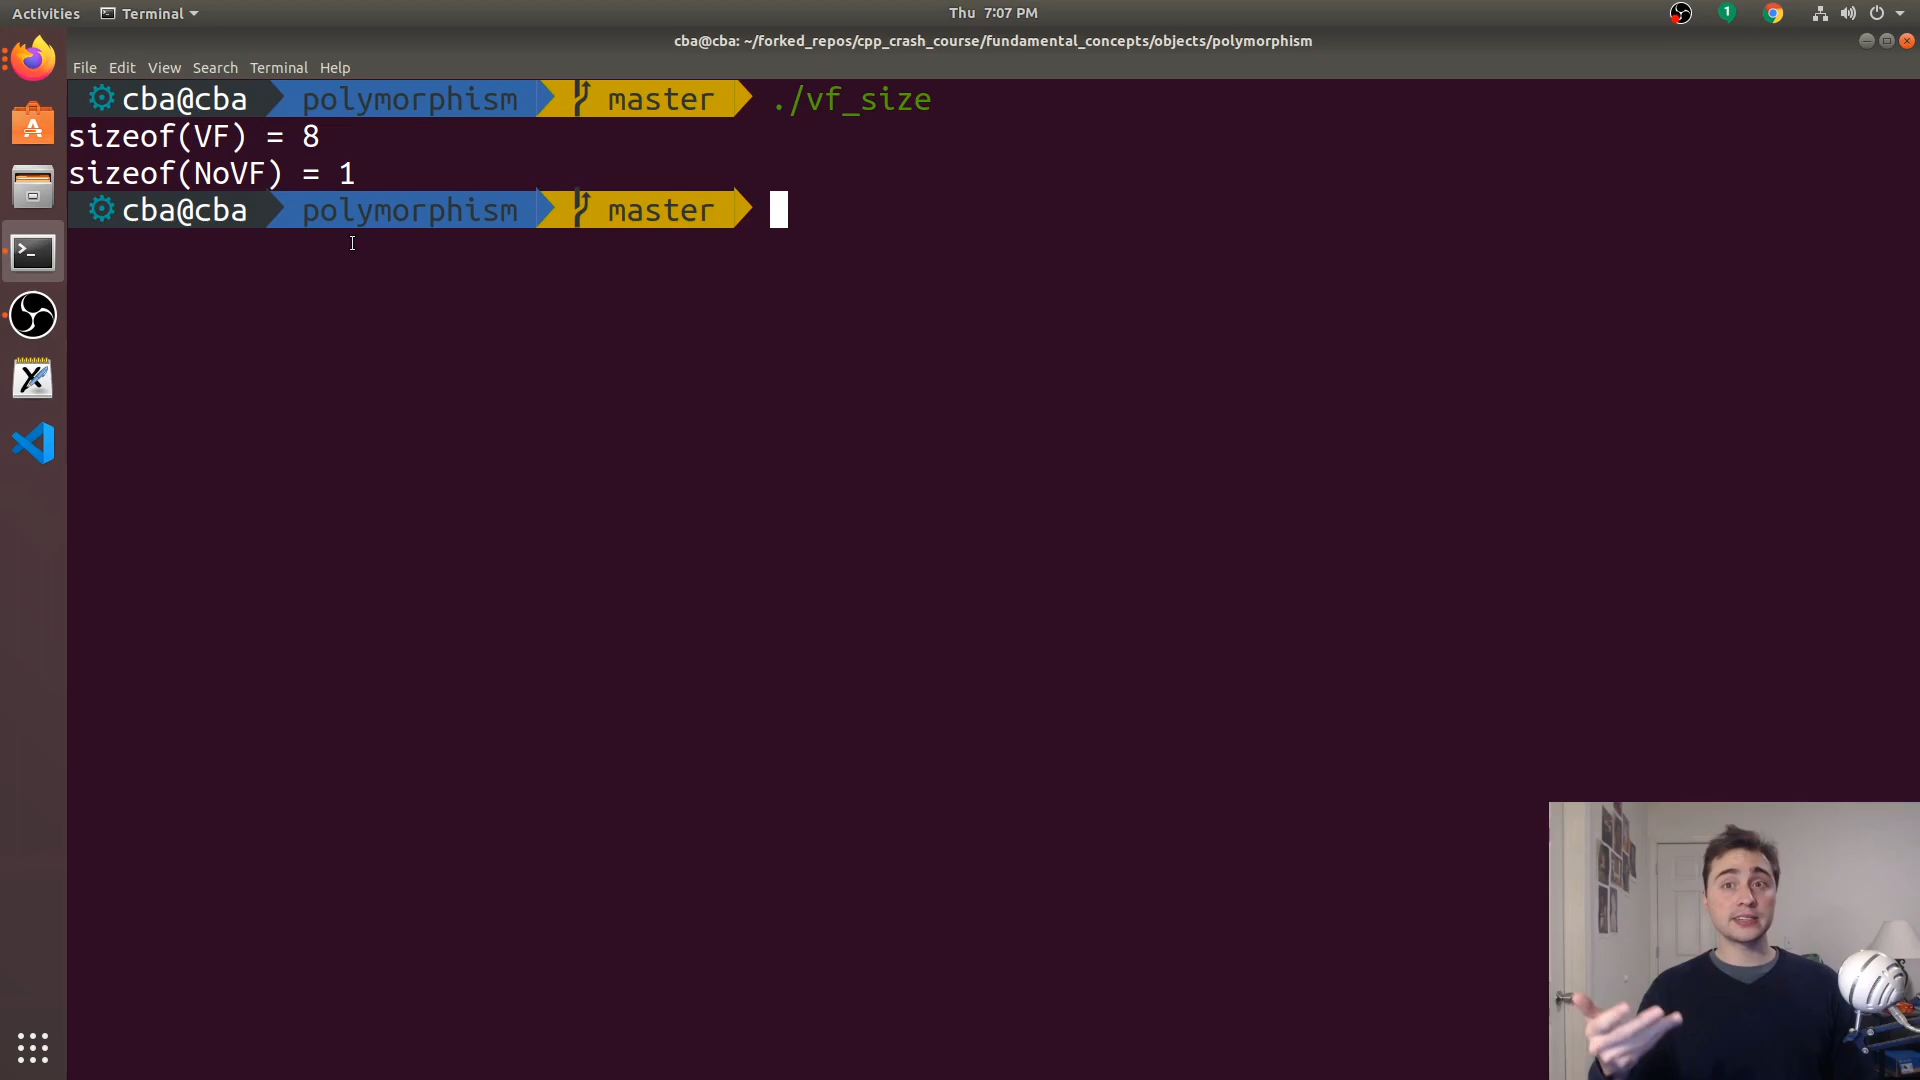 Activities Terminal Thu 7:07 PM 1
cba@cba: ~/forked_repos/cpp_crash_course/fundamental_concepts/objects/polymorphism
File Edit View Search Terminal Help
cba@cba polymorphism master ./vf_size
sizeof(VF) = 8
sizeof(NoVF) = 1
cba@cba polymorphism master